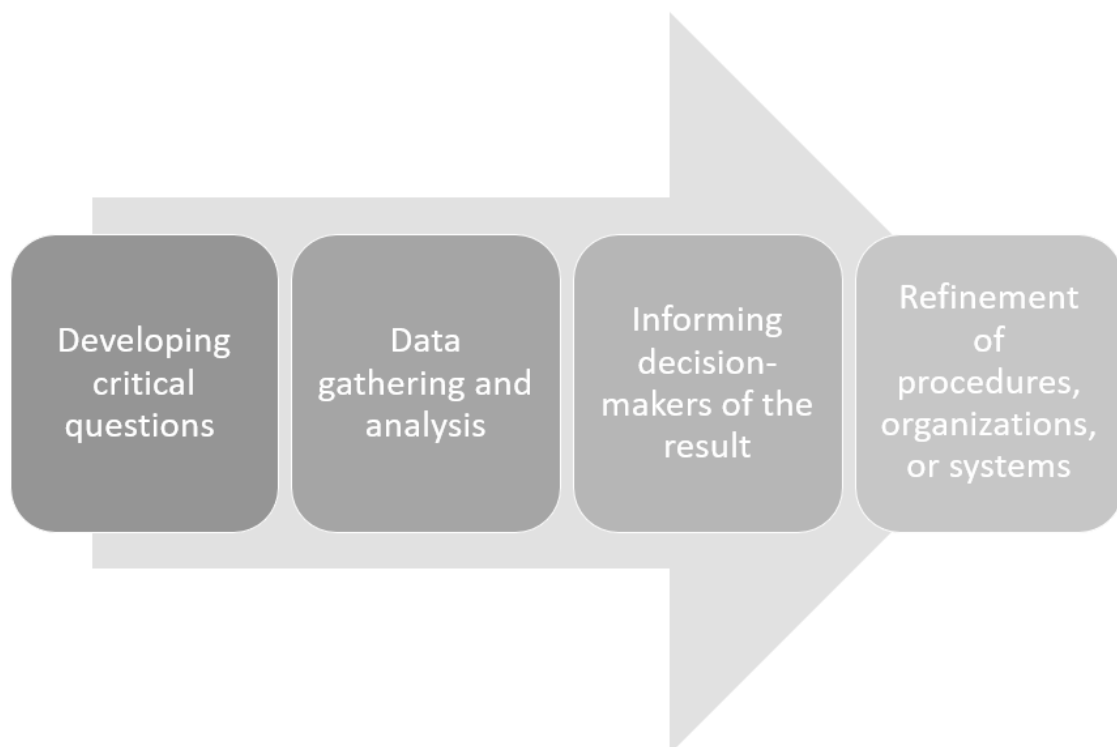 Developing
critical
questions
Data
gathering and
analysis
Informing
decision-
makers of the
result
Refinement
of
procedures,
organizations,
or systems